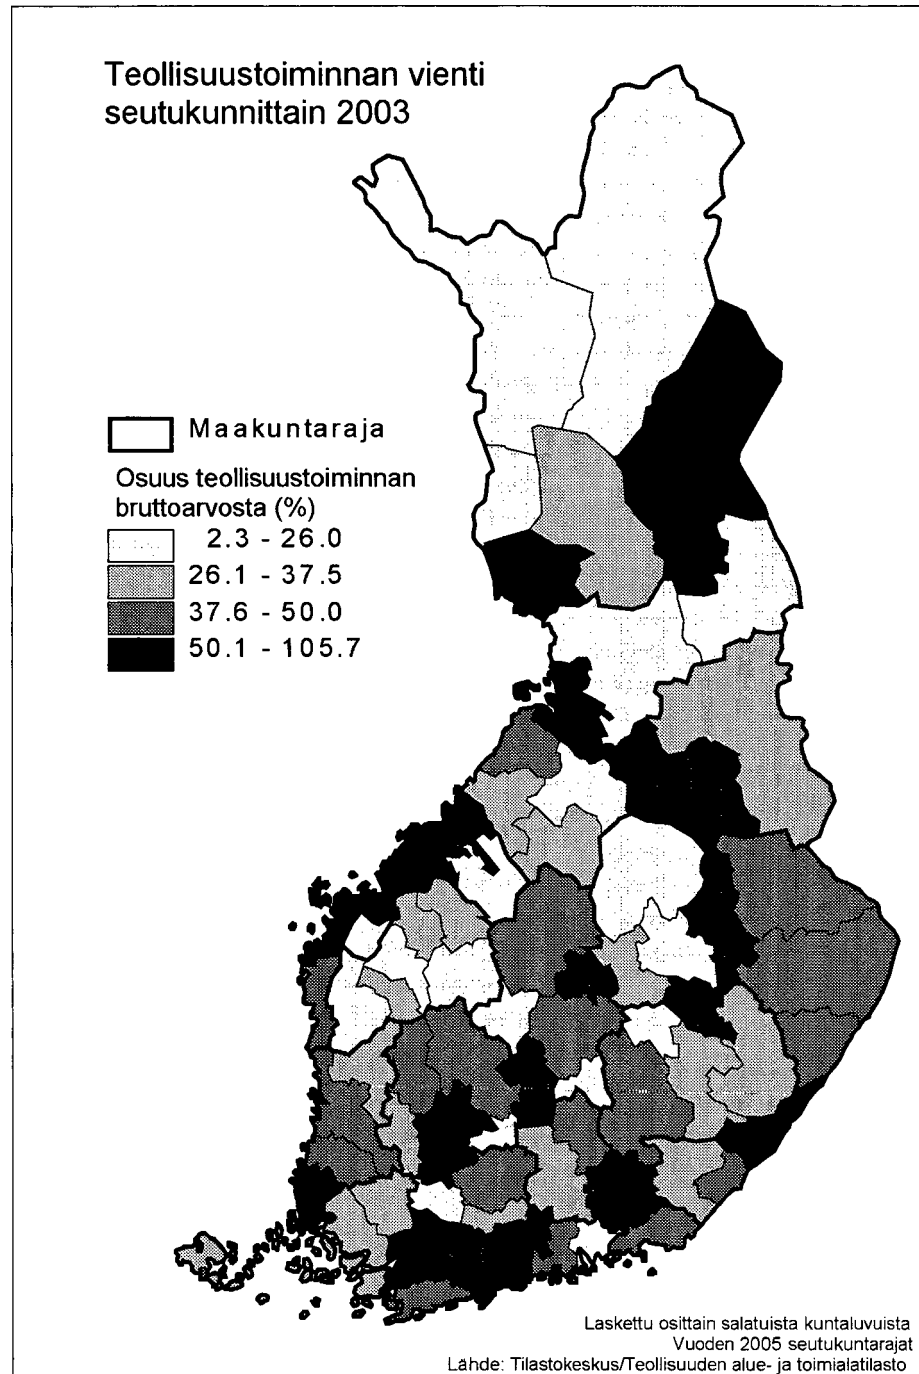 Teollisuustoiminnan vienti
seutukunnittain 2003
Maakuntaraja
Osuus teollisuustoiminnan
bruttoarvosta (%)
2.3 - 26.0
26.1 - 37.5
37.6 - 50.0
50.1 - 105.7
Laskettu osittain salatuista kuntaluvuista
Vuoden 2005 seutukuntarajat
Lähde: Tilastokeskus/Teollisuuden alue- ja toimialatilasto